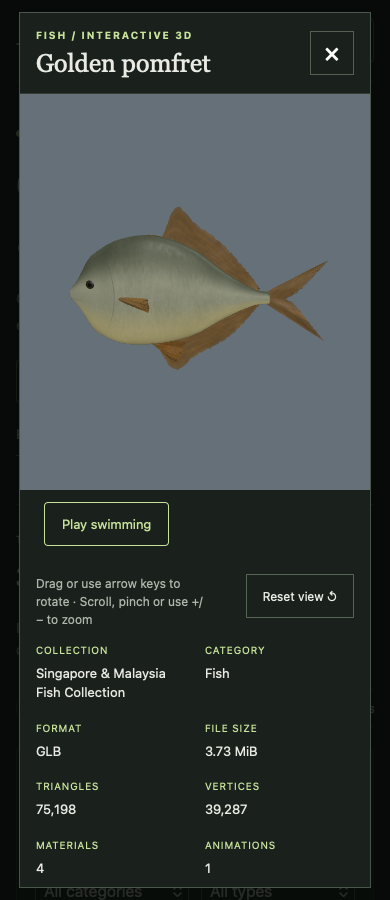 FISH / INTERACTIVE 3D
Golden pomfret
×
Play swimming
Drag or use arrow keys to
rotate · Scroll, pinch or use +/
− to zoom
Reset view ↺
COLLECTION
CATEGORY
Singapore & Malaysia
Fish Collection
Fish
FORMAT
FILE SIZE
GLB
3.73 MiB
TRIANGLES
VERTICES
75,198
39,287
MATERIALS
ANIMATIONS
4
1
All categories
All types